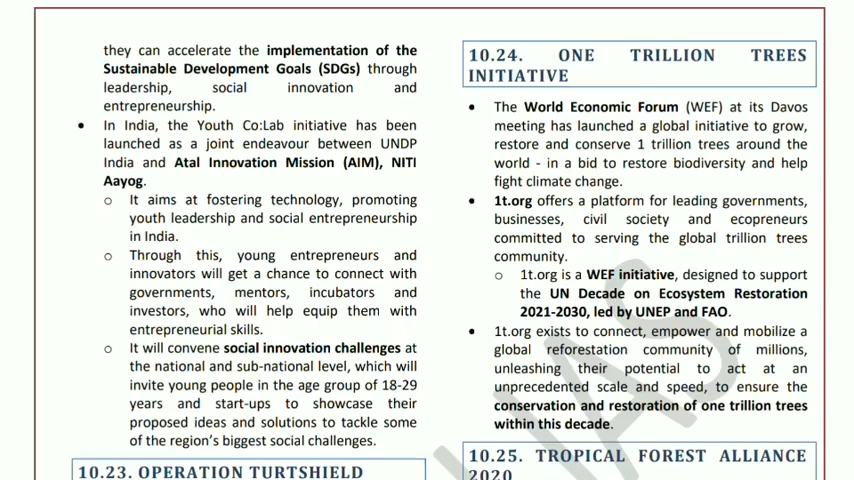 they can accelerate the implementation of the
Sustainable Development Goals (SDGs) through
leadership, social innovation and
entrepreneurship.
• In India, the Youth Co:Lab initiative has been
launched as a joint endeavour between UNDP
India and Atal Innovation Mission (AIM), NITI
Aayog.
o It aims at fostering technology, promoting
youth leadership and social entrepreneurship
in India.
o Through this, young entrepreneurs and
innovators will get a chance to connect with
governments, mentors, incubators and
investors, who will help equip them with
entrepreneurial skills.
o It will convene social innovation challenges at
the national and sub-national level, which will
invite young people in the age group of 18-29
years and start-ups to showcase their
proposed ideas and solutions to tackle some
of the region's biggest social challenges.
10.23. OPERATION TURTSHIELD
10.24. ONE TRILLION TREES
INITIATIVE
• The World Economic Forum (WEF) at its Davos
meeting has launched a global initiative to grow,
restore and conserve 1 trillion trees around the
world - in a bid to restore biodiversity and help
fight climate change.
• 1t.org offers a platform for leading governments,
businesses, civil society and ecopreneurs
committed to serving the global trillion trees
community.
o 1t.org is a WEF initiative, designed to support
the UN Decade on Ecosystem Restoration
2021-2030, led by UNEP and FAO.
• 1t.org exists to connect, empower and mobilize a
global reforestation community of millions,
unleashing their potential to act at an
unprecedented scale and speed, to ensure the
conservation and restoration of one trillion trees
within this decade.
10.25. TROPICAL FOREST ALLIANCE
2020
IAS